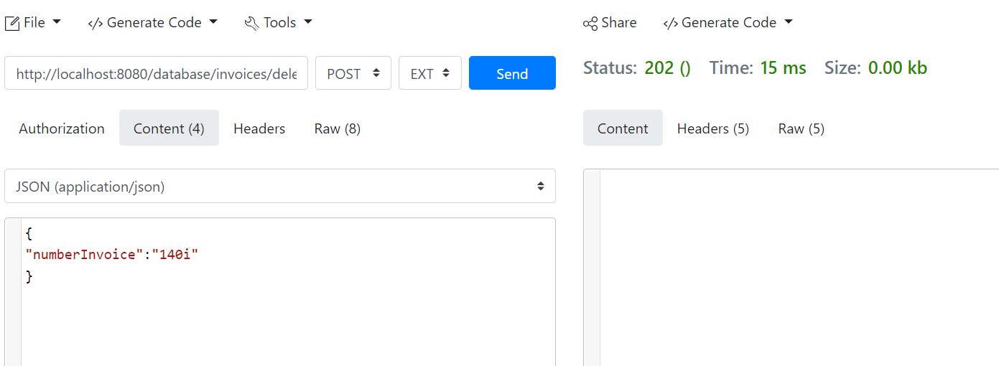 File
</> Generate Code
Tools
Share
</> Generate Code
http://localhost:8080/database/invoices/dele
POST
EXT
Send
Status: 202 () Time: 15 ms Size: 0.00 kb
Authorization
Content (4)
Headers
Raw (8)
Content
Headers (5)
Raw (5)
JSON (application/json)
{
"numberInvoice":"140i"
}